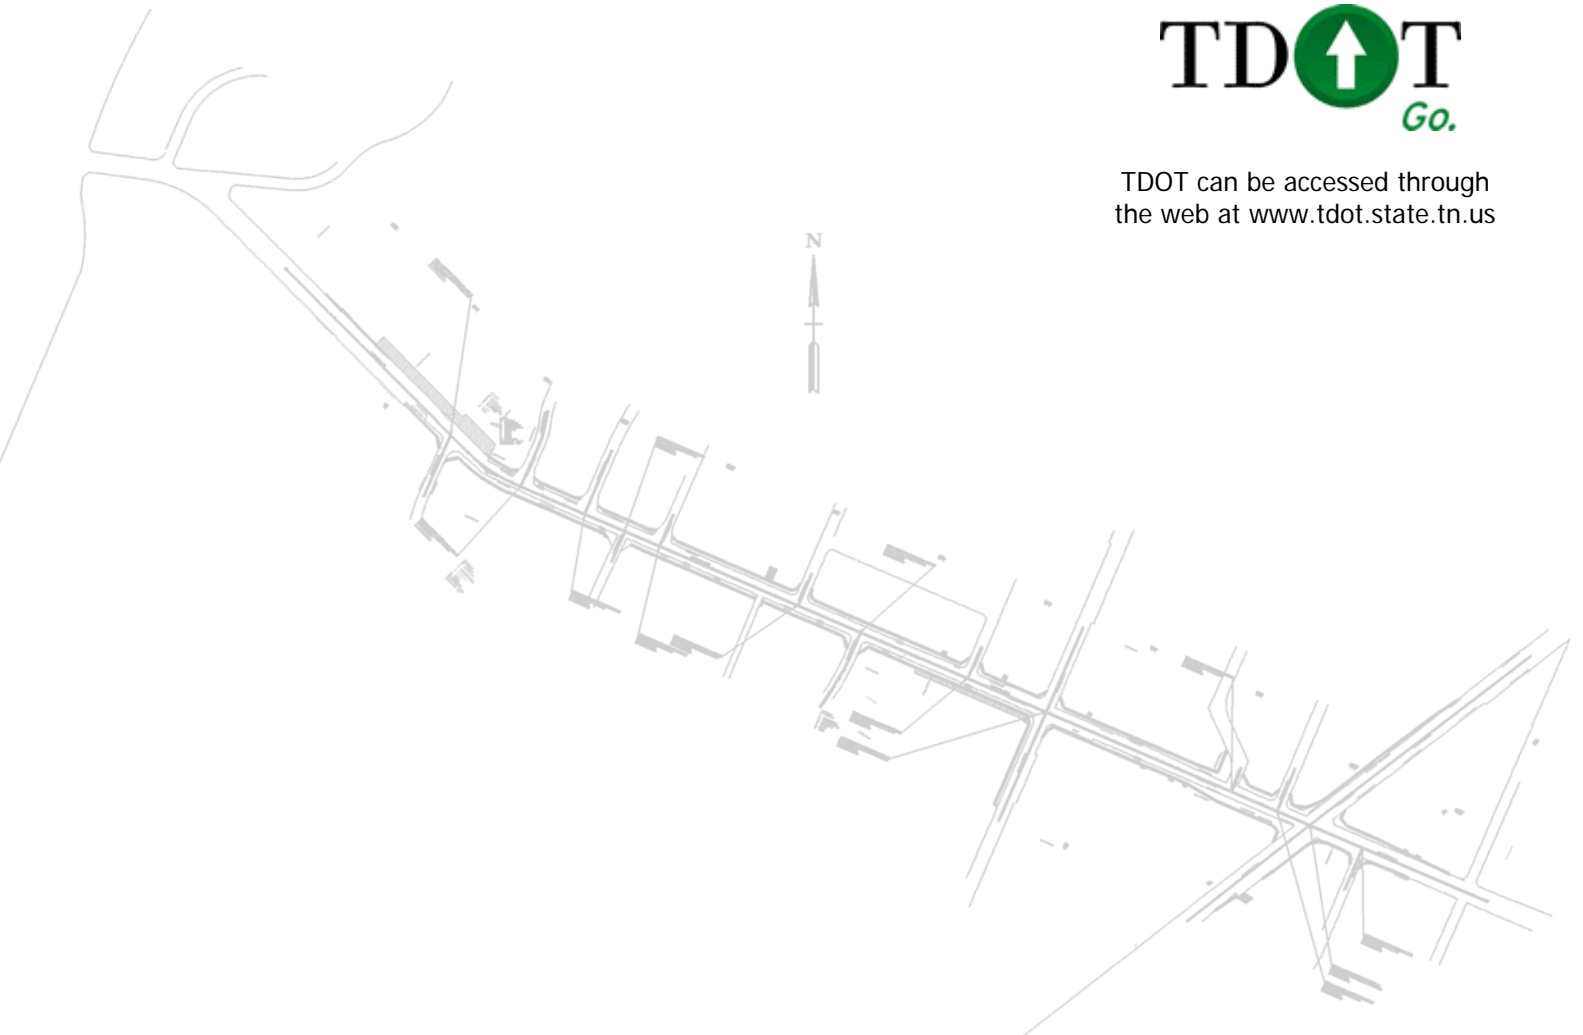 TDOT
Go.
TDOT can be accessed through
the web at www.tdot.state.tn.us
N